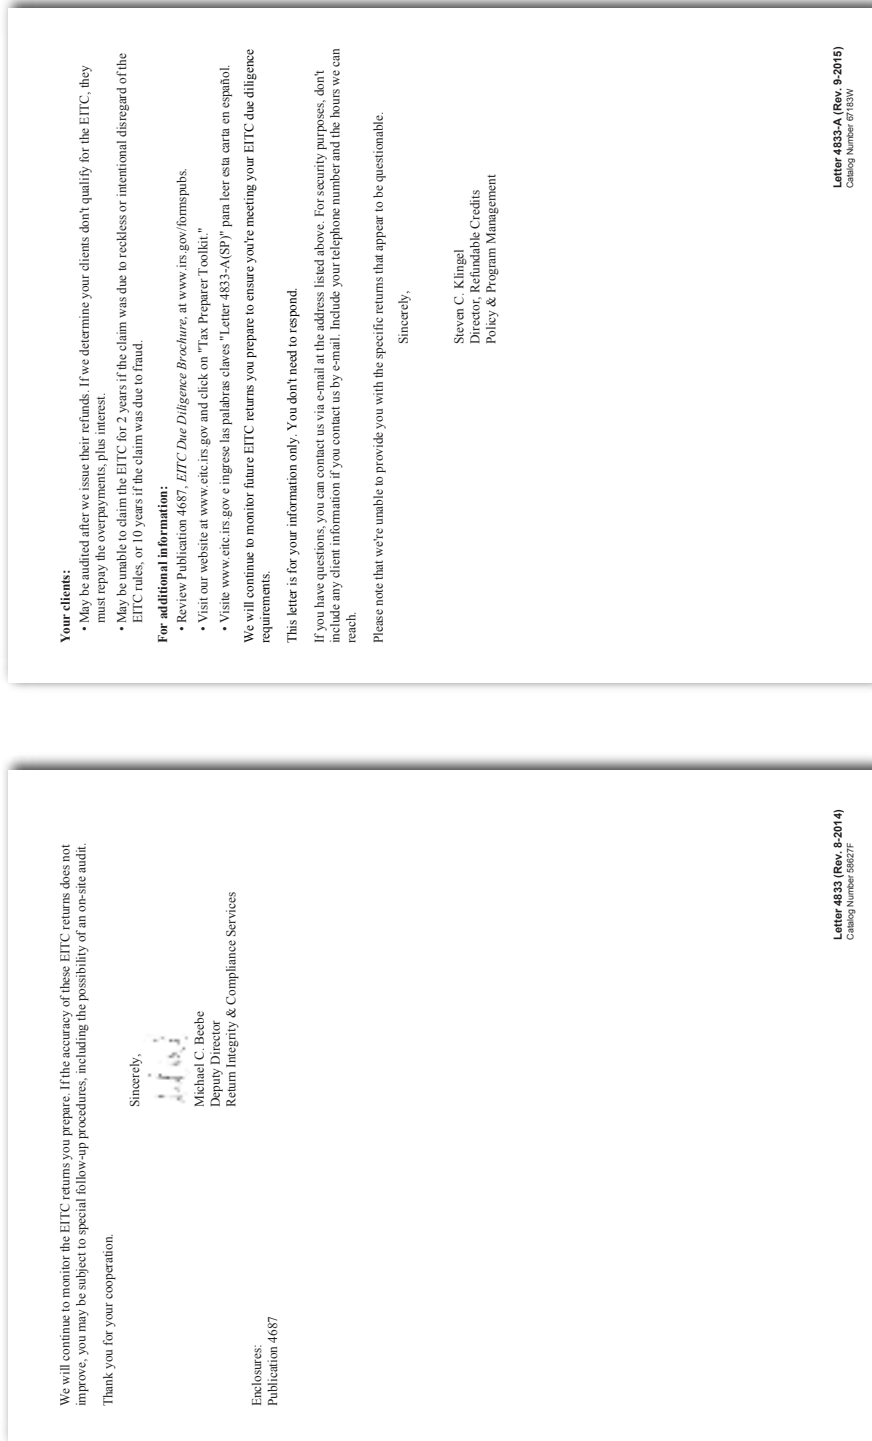 We will continue to monitor the EITC returns you prepare. If the accuracy of these EITC returns does not
improve, you may be subject to special follow-up procedures, including the possibility of an on-site audit.
Thank you for your cooperation.
Sincerely,
Michael C. Beebe
Deputy Director
Return Integrity & Compliance Services
Enclosures:
Publication 4687
Letter 4833 (Rev. 8-2014)
Catalog Number 58627F
Your clients:
• May be audited after we issue their refunds. If we determine your clients don't qualify for the EITC, they
must repay the overpayments, plus interest.
• May be unable to claim the EITC for 2 years if the claim was due to reckless or intentional disregard of the
EITC rules, or 10 years if the claim was due to fraud.
For additional information:
• Review Publication 4687, EITC Due Diligence Brochure, at www.irs.gov/formspubs.
• Visit our website at www.eitc.irs.gov and click on "Tax Preparer Toolkit."
• Visite www.eitc.irs.gov e ingrese las palabras claves "Letter 4833-A(SP)" para leer esta carta en español.
We will continue to monitor future EITC returns you prepare to ensure you're meeting your EITC due diligence
requirements.
This letter is for your information only. You don't need to respond.
If you have questions, you can contact us via e-mail at the address listed above. For security purposes, don't
include any client information if you contact us by e-mail. Include your telephone number and the hours we can
reach.
Please note that we're unable to provide you with the specific returns that appear to be questionable.
Sincerely,
Steven C. Klingel
Director, Refundable Credits
Policy & Program Management
Letter 4833-A (Rev. 9-2015)
Catalog Number 67183W